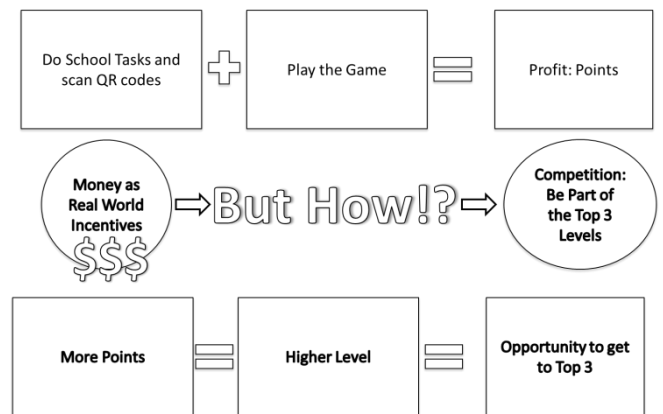 Do School Tasks and
scan QR codes
+
Play the Game
=
Profit: Points
Money as
Real World
Incentives
$$$
But How!?
Competition:
Be Part of
the Top 3
Levels
More Points
=
Higher Level
=
Opportunity to get
to Top 3